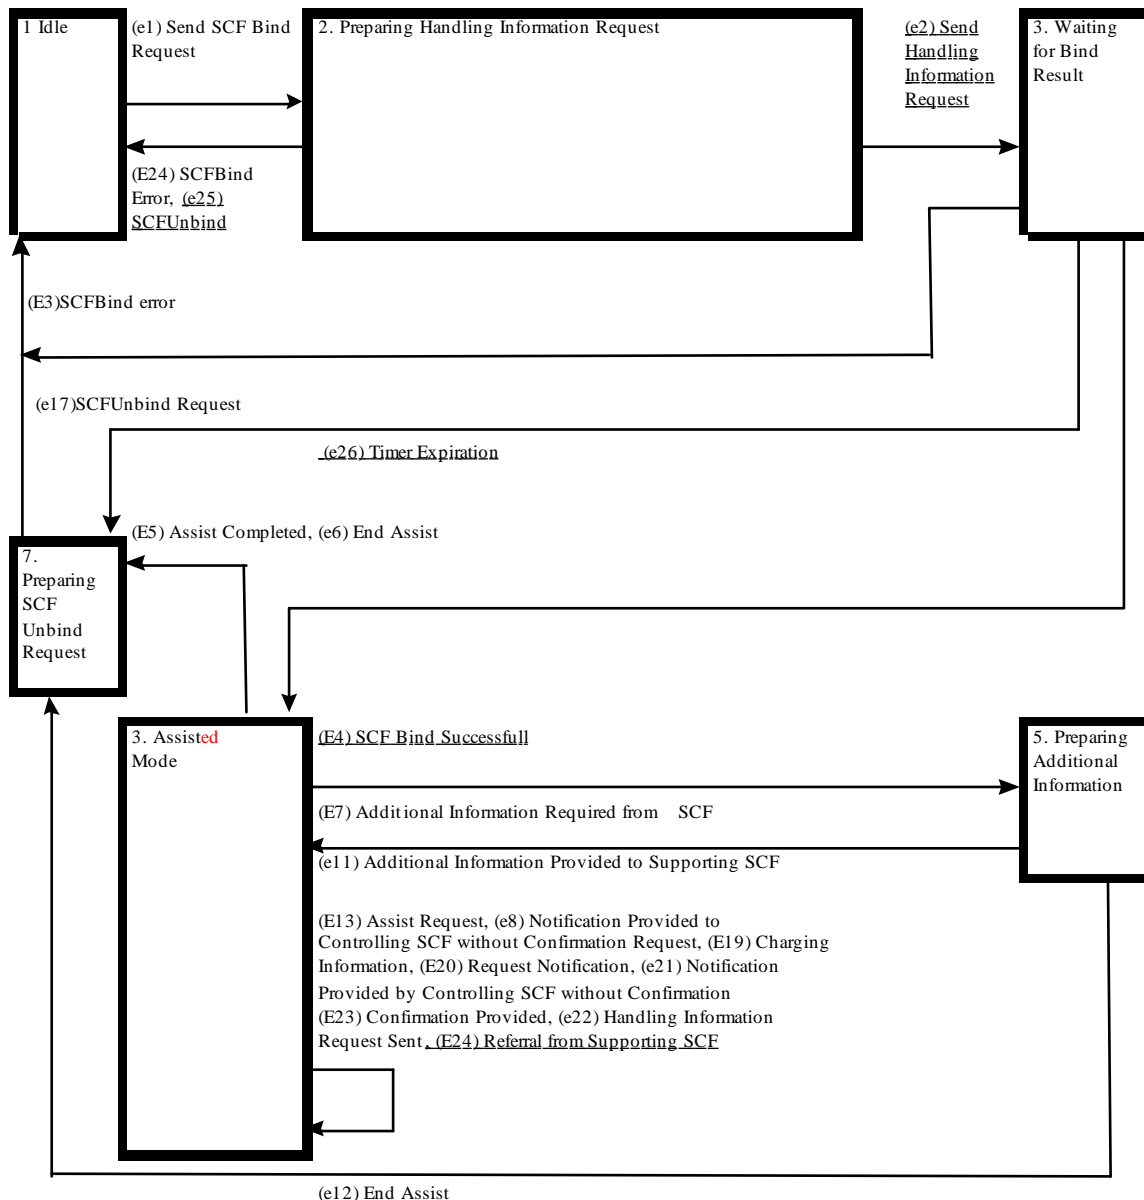 1 Idle
(e1) Send SCF Bind
Request
2. Preparing Handling Information Request
(e2) Send
Handling
Information
Request
3. Waiting
for Bind
Result
(E24) SCFBind
Error, (e25)
SCFUnbind
(E3)SCFBind error
(e17)SCFUnbind Request
(e26) Timer Expiration
(E5) Assist Completed, (e6) End Assist
7.
Preparing
SCF
Unbind
Request
3. Assisted
Mode
(E4) SCF Bind Successfull
5. Preparing
Additional
Information
(E7) Additional Information Required from SCF
(e11) Additional Information Provided to Supporting SCF
(E13) Assist Request, (e8) Notification Provided to
Controlling SCF without Confirmation Request, (E19) Charging
Information, (E20) Request Notification, (e21) Notification
Provided by Controlling SCF without Confirmation
(E23) Confirmation Provided, (e22) Handling Information
Request Sent , (E24) Referral from Supporting SCF
(e12) End Assist